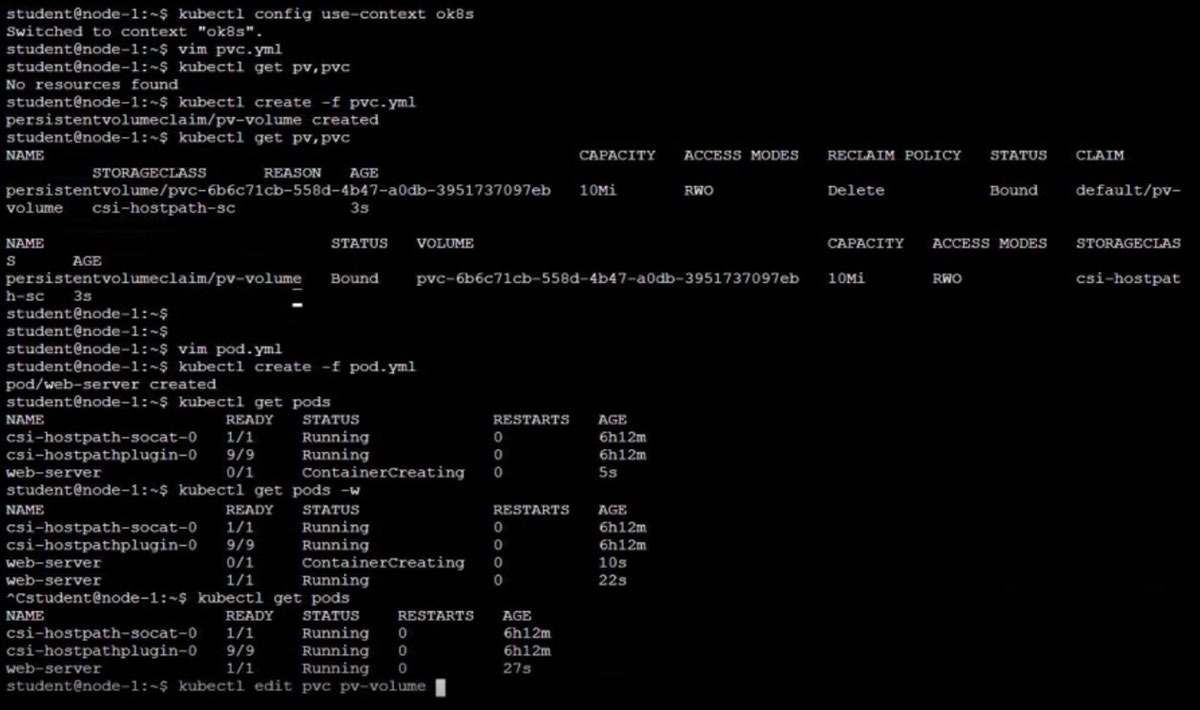 student@node-1:~$ kubectl config use-context ok8s
Switched to context "ok8s".
student@node-1:~$ vim pvc.yml
student@node-1:~$ kubectl get pv,pvc
No resources found
student@node-1:~$ kubectl create -f pvc.yml
persistentvolumeclaim/pv-volume created
student@node-1:~$ kubectl get pv,pvc
NAME CAPACITY ACCESS MODES RECLAIM POLICY STATUS CLAIM
STORAGECLASS REASON AGE
persistentvolume/pvc-6b6c71cb-558d-4b47-a0db-3951737097eb 10Mi RWO Delete Bound default/pv-
volume csi-hostpath-sc 3s
NAME STATUS VOLUME CAPACITY ACCESS MODES STORAGECLAS
S AGE
persistentvolumeclaim/pv-volume Bound pvc-6b6c71cb-558d-4b47-a0db-3951737097eb 10Mi RWO csi-hostpat
h-sc 3s
student@node-1:~$
student@node-1:~$
student@node-1:~$ vim pod.yml
student@node-1:~$ kubectl create -f pod.yml
pod/web-server created
student@node-1:~$ kubectl get pods
NAME READY STATUS RESTARTS AGE
csi-hostpath-socat-0 1/1 Running 0 6h12m
csi-hostpathplugin-0 9/9 Running 0 6h12m
web-server 0/1 ContainerCreating 0 5s
student@node-1:~$ kubectl get pods -w
NAME READY STATUS RESTARTS AGE
csi-hostpath-socat-0 1/1 Running 0 6h12m
csi-hostpathplugin-0 9/9 Running 0 6h12m
web-server 0/1 ContainerCreating 0 10s
web-server 1/1 Running 0 22s
^Cstudent@node-1:~$ kubectl get pods
NAME READY STATUS RESTARTS AGE
csi-hostpath-socat-0 1/1 Running 0 6h12m
csi-hostpathplugin-0 9/9 Running 0 6h12m
web-server 1/1 Running 0 27s
student@node-1:~$ kubectl edit pvc pv-volume